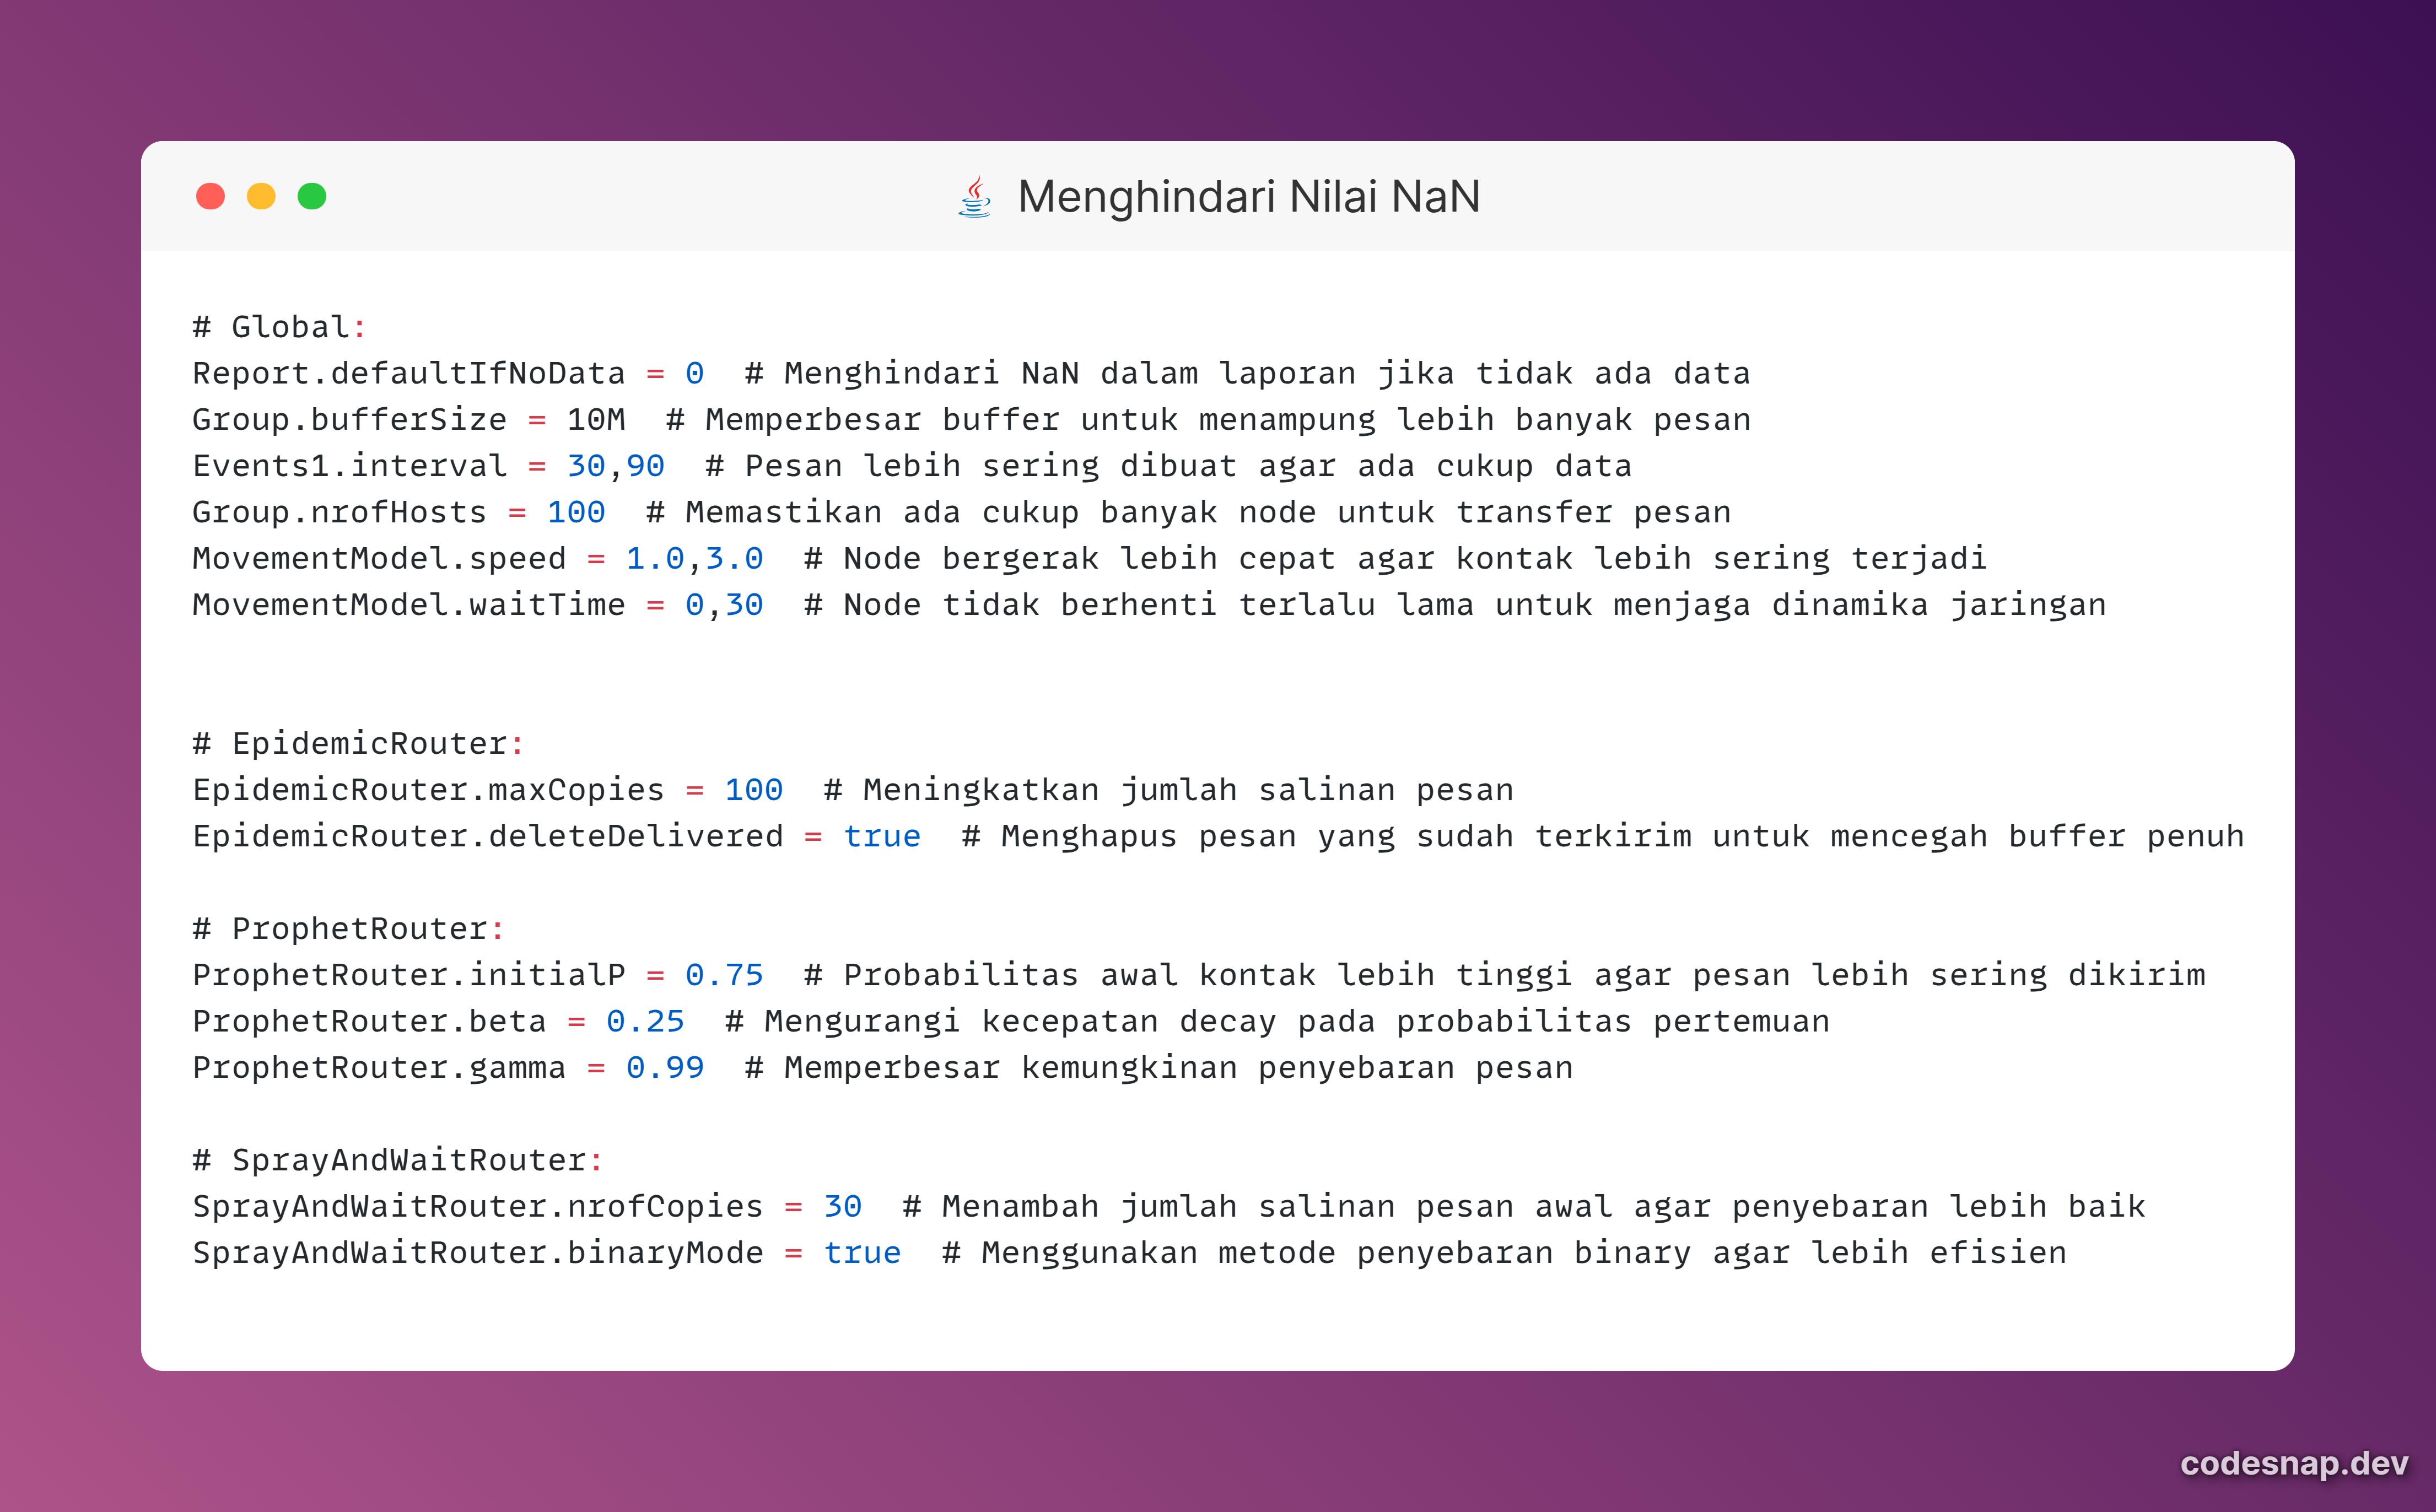 Menghindari Nilai NaN
# Global:
Report.defaultIfNoData = 0  # Menghindari NaN dalam laporan jika tidak ada data
Group.bufferSize = 10M  # Memperbesar buffer untuk menampung lebih banyak pesan
Events1.interval = 30,90  # Pesan lebih sering dibuat agar ada cukup data
Group.nrofHosts = 100  # Memastikan ada cukup banyak node untuk transfer pesan
MovementModel.speed = 1.0,3.0  # Node bergerak lebih cepat agar kontak lebih sering terjadi
MovementModel.waitTime = 0,30  # Node tidak berhenti terlalu lama untuk menjaga dinamika jaringan
# EpidemicRouter:
EpidemicRouter.maxCopies = 100  # Meningkatkan jumlah salinan pesan
EpidemicRouter.deleteDelivered = true  # Menghapus pesan yang sudah terkirim untuk mencegah buffer penuh
# ProphetRouter:
ProphetRouter.initialP = 0.75  # Probabilitas awal kontak lebih tinggi agar pesan lebih sering dikirim
ProphetRouter.beta = 0.25  # Mengurangi kecepatan decay pada probabilitas pertemuan
ProphetRouter.gamma = 0.99  # Memperbesar kemungkinan penyebaran pesan
# SprayAndWaitRouter:
SprayAndWaitRouter.nrofCopies = 30  # Menambah jumlah salinan pesan awal agar penyebaran lebih baik
SprayAndWaitRouter.binaryMode = true  # Menggunakan metode penyebaran binary agar lebih efisien
codesnap.dev